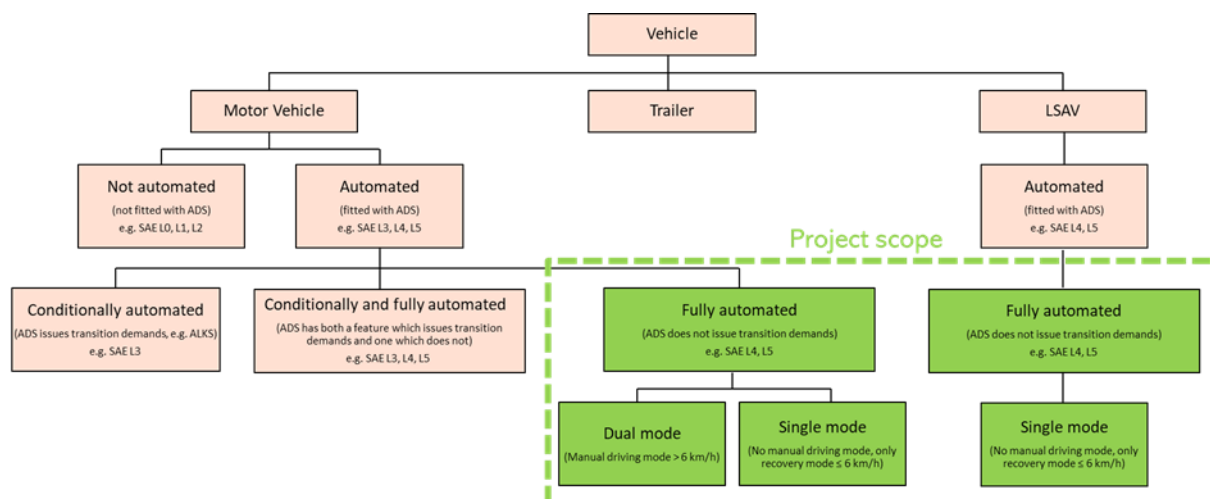 Vehicle
Motor Vehicle
Trailer
LSAV
Not automated
(not fitted with ADS)
e.g. SAE L0, L1, L2
Automated
(fitted with ADS)
e.g. SAE L3, L4, L5
Automated
(fitted with ADS)
e.g. SAE L4, L5
Project scope
Conditionally automated
(ADS issues transition demands, e.g. ALKS)
e.g. SAE L3
Conditionally and fully automated
(ADS has both a feature which issues transition
demands and one which does not)
e.g. SAE L3, L4, L5
Fully automated
(ADS does not issue transition demands)
e.g. SAE L4, L5
Fully automated
(ADS does not issue transition demands)
e.g. SAE L4, L5
Dual mode
(Manual driving mode > 6 km/h)
Single mode
(No manual driving mode, only
recovery mode ≤ 6 km/h)
Single mode
(No manual driving mode, only
recovery mode ≤ 6 km/h)